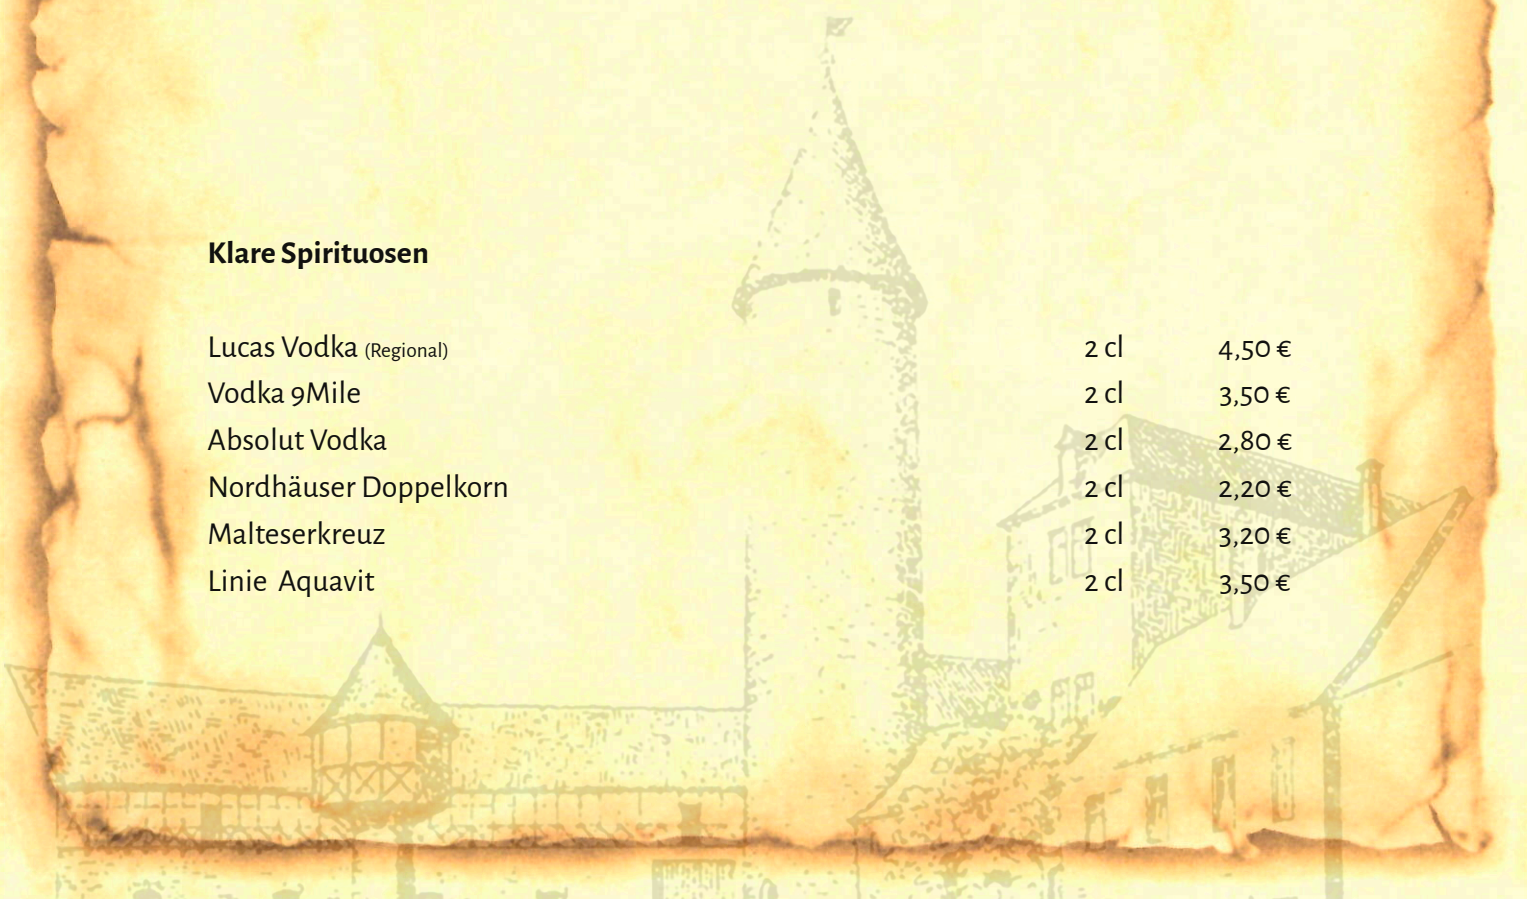 Klare Spirituosen
Lucas Vodka (Regional) 2 cl 4,50 €
Vodka 9Mile 2 cl 3,50 €
Absolut Vodka 2 cl 2,80 €
Nordhäuser Doppelkorn 2 cl 2,20 €
Malteserkreuz 2 cl 3,20 €
Linie Aquavit 2 cl 3,50 €